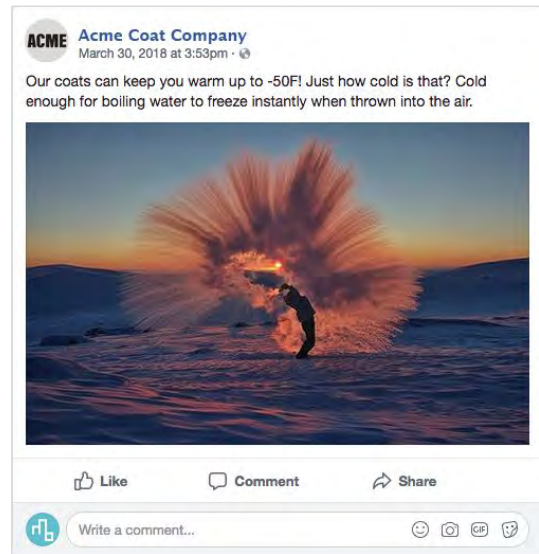 ACME
Acme Coat Company
March 30, 2018 at 3:53pm ·
Our coats can keep you warm up to -50F! Just how cold is that? Cold
enough for boiling water to freeze instantly when thrown into the air.
Like Comment Share
Write a comment...
GIF